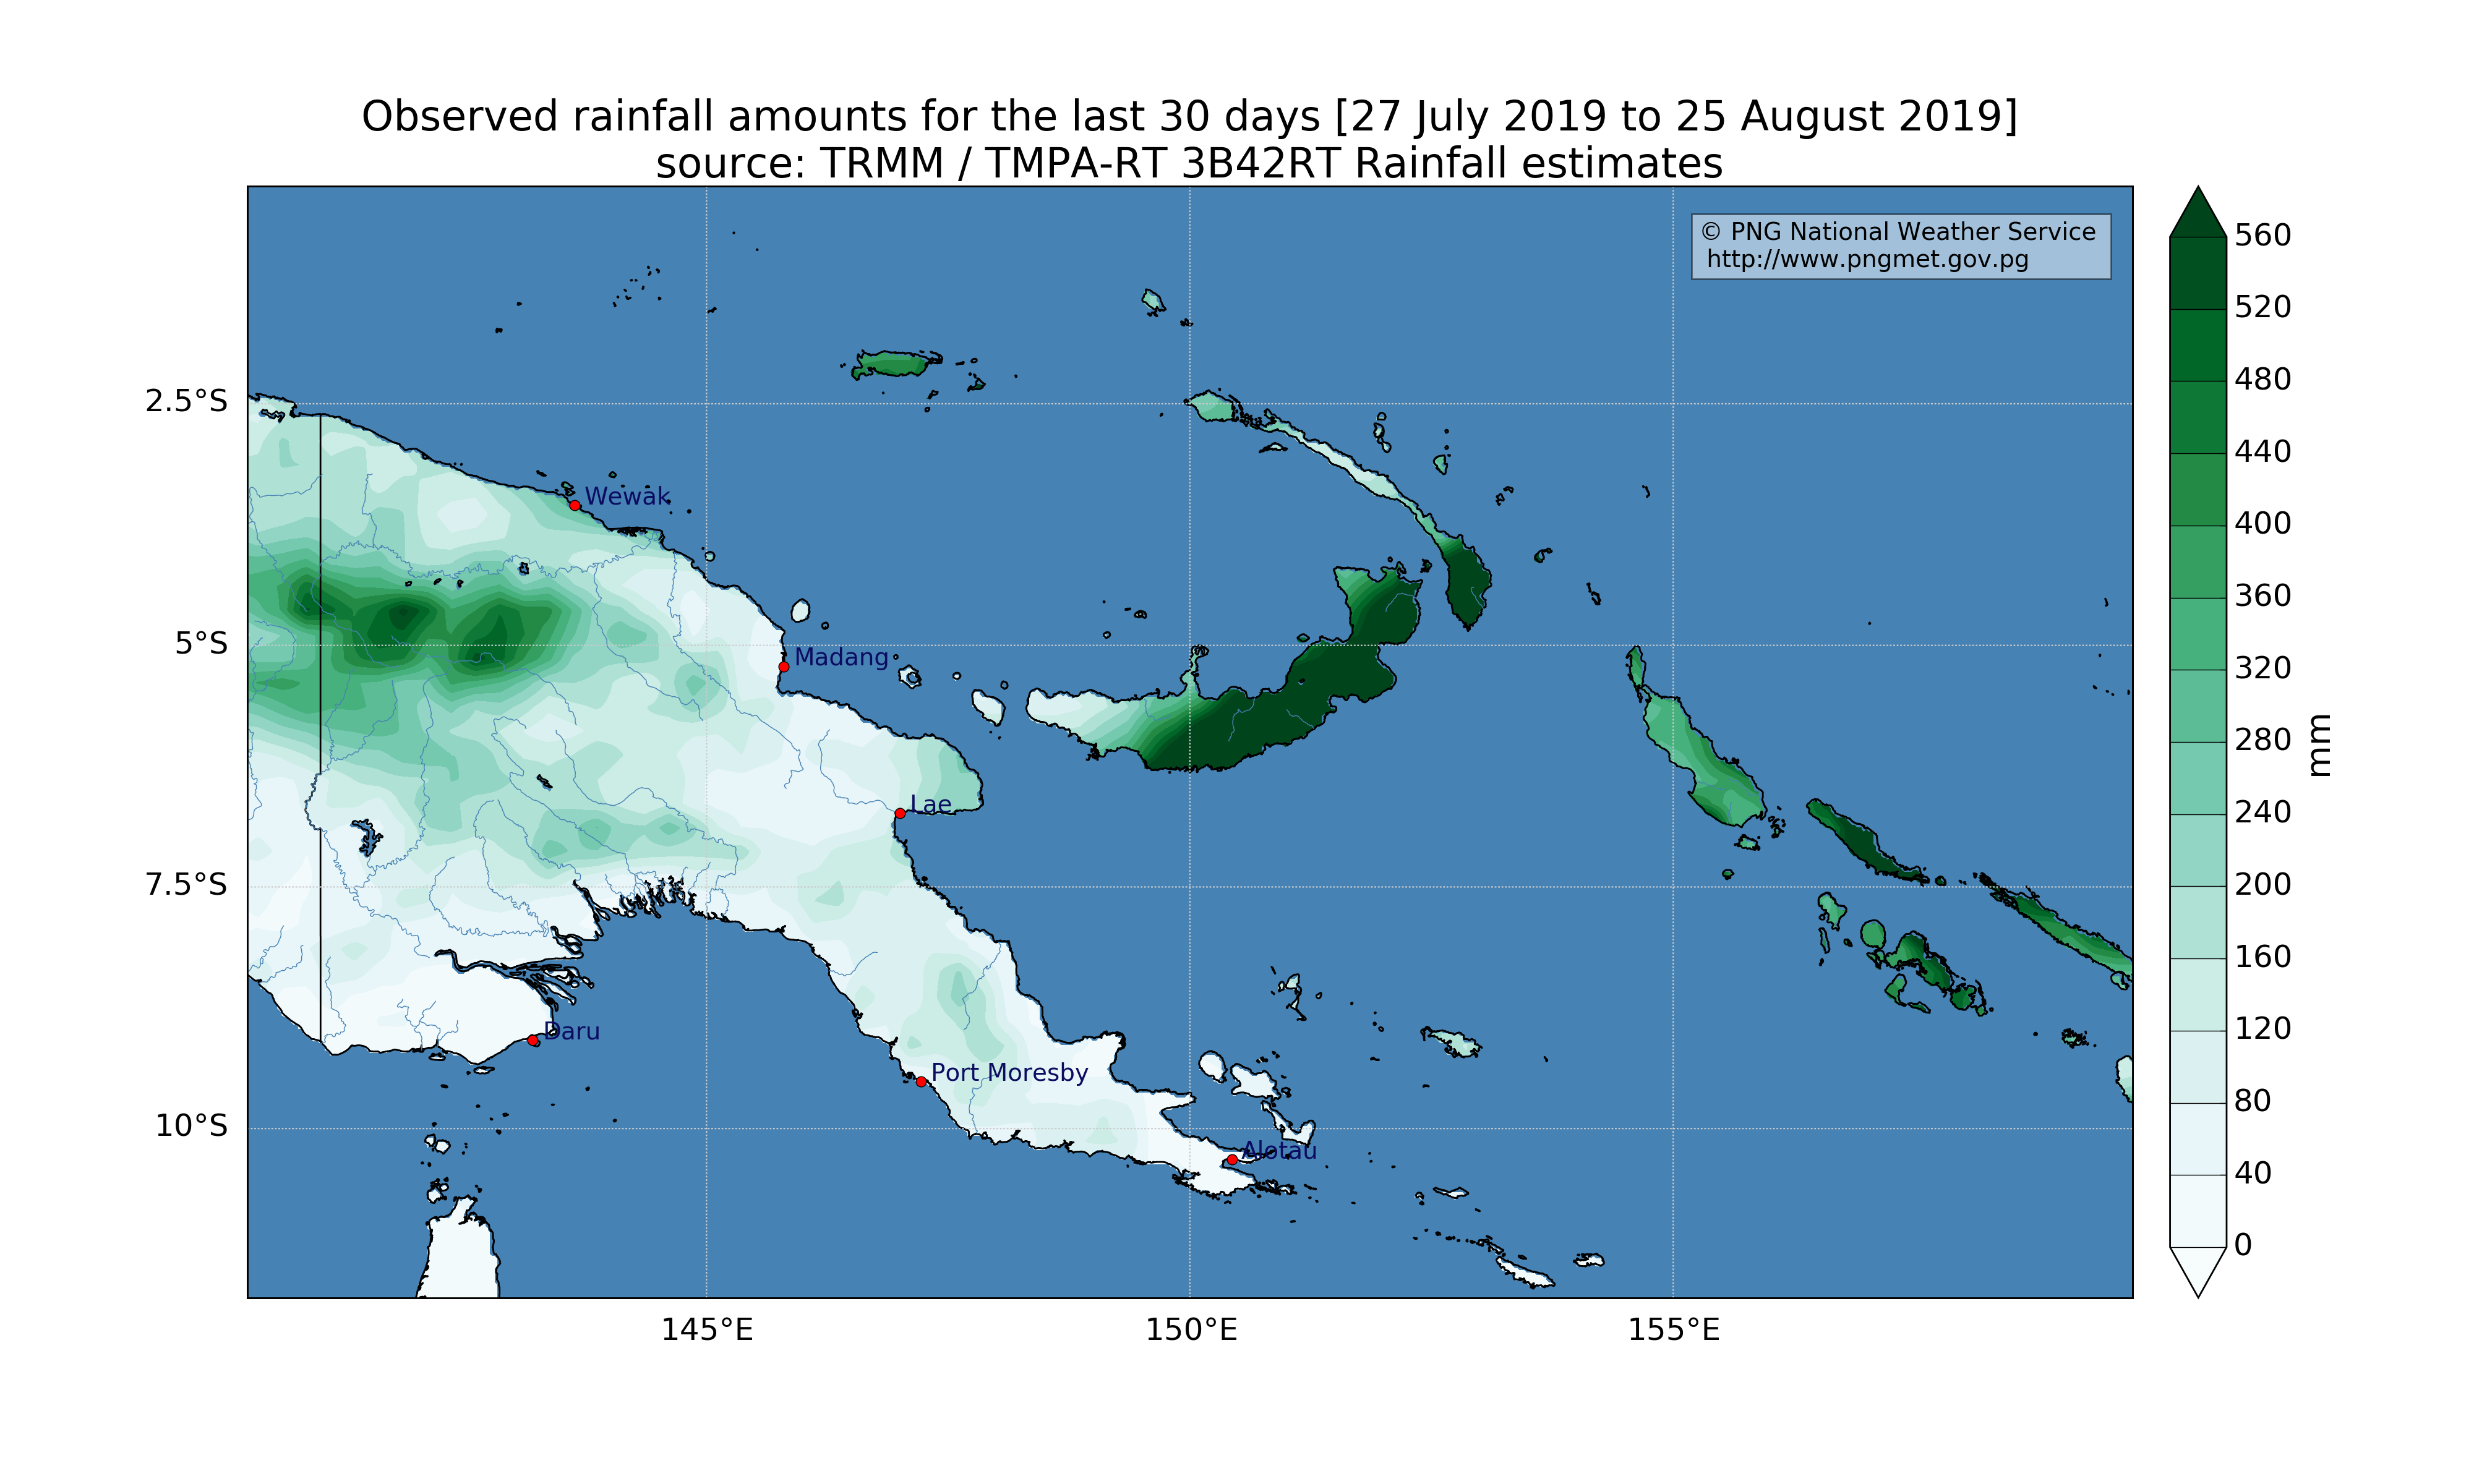 Observed rainfall amounts for the last 30 days [27 July 2019 to 25 August 2019]
source: TRMM / TMPA-RT 3B42RT Rainfall estimates
© PNG National Weather Service
http://www.pngmet.gov.pg
560
520
480
440
400
360
320
280
240
200
160
120
80
40
0
mm
2.5°S
5°S
7.5°S
10°S
Wewak
Madang
Lae
Daru
Port Moresby
Alotau
145°E
150°E
155°E